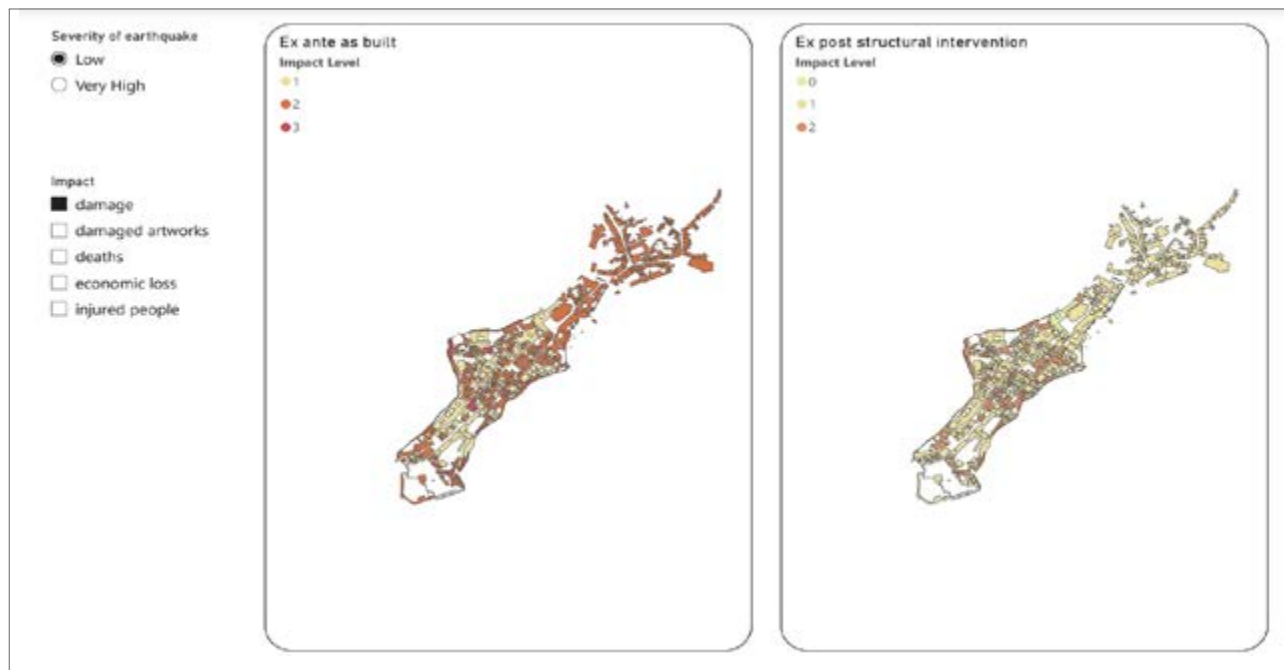 Severity of earthquake
Low
Very High
Impact
damage
damaged artworks
deaths
economic loss
injured people
Ex ante as built
Impact Level
1
2
3
Ex post structural intervention
Impact Level
0
1
2